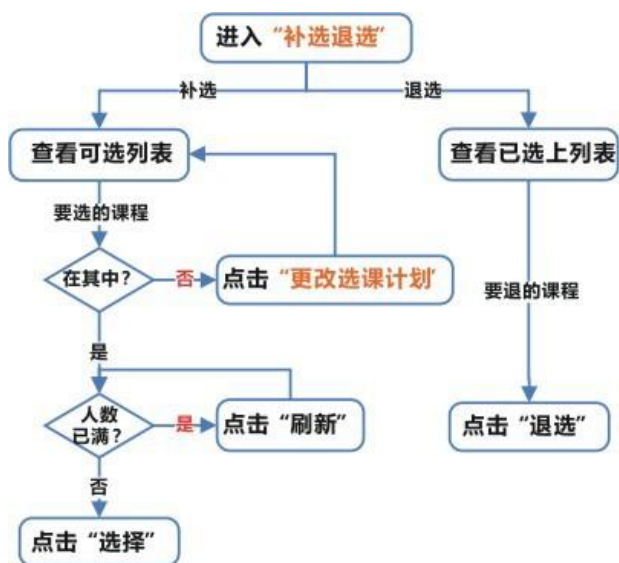 进入“补选退选”
补选
退选
查看可选列表
查看已选上列表
要选的课程
在其中？
否
点击“更改选课计划”
要退的课程
是
人数
已满？
是
点击“刷新”
点击“退选”
否
点击“选择”